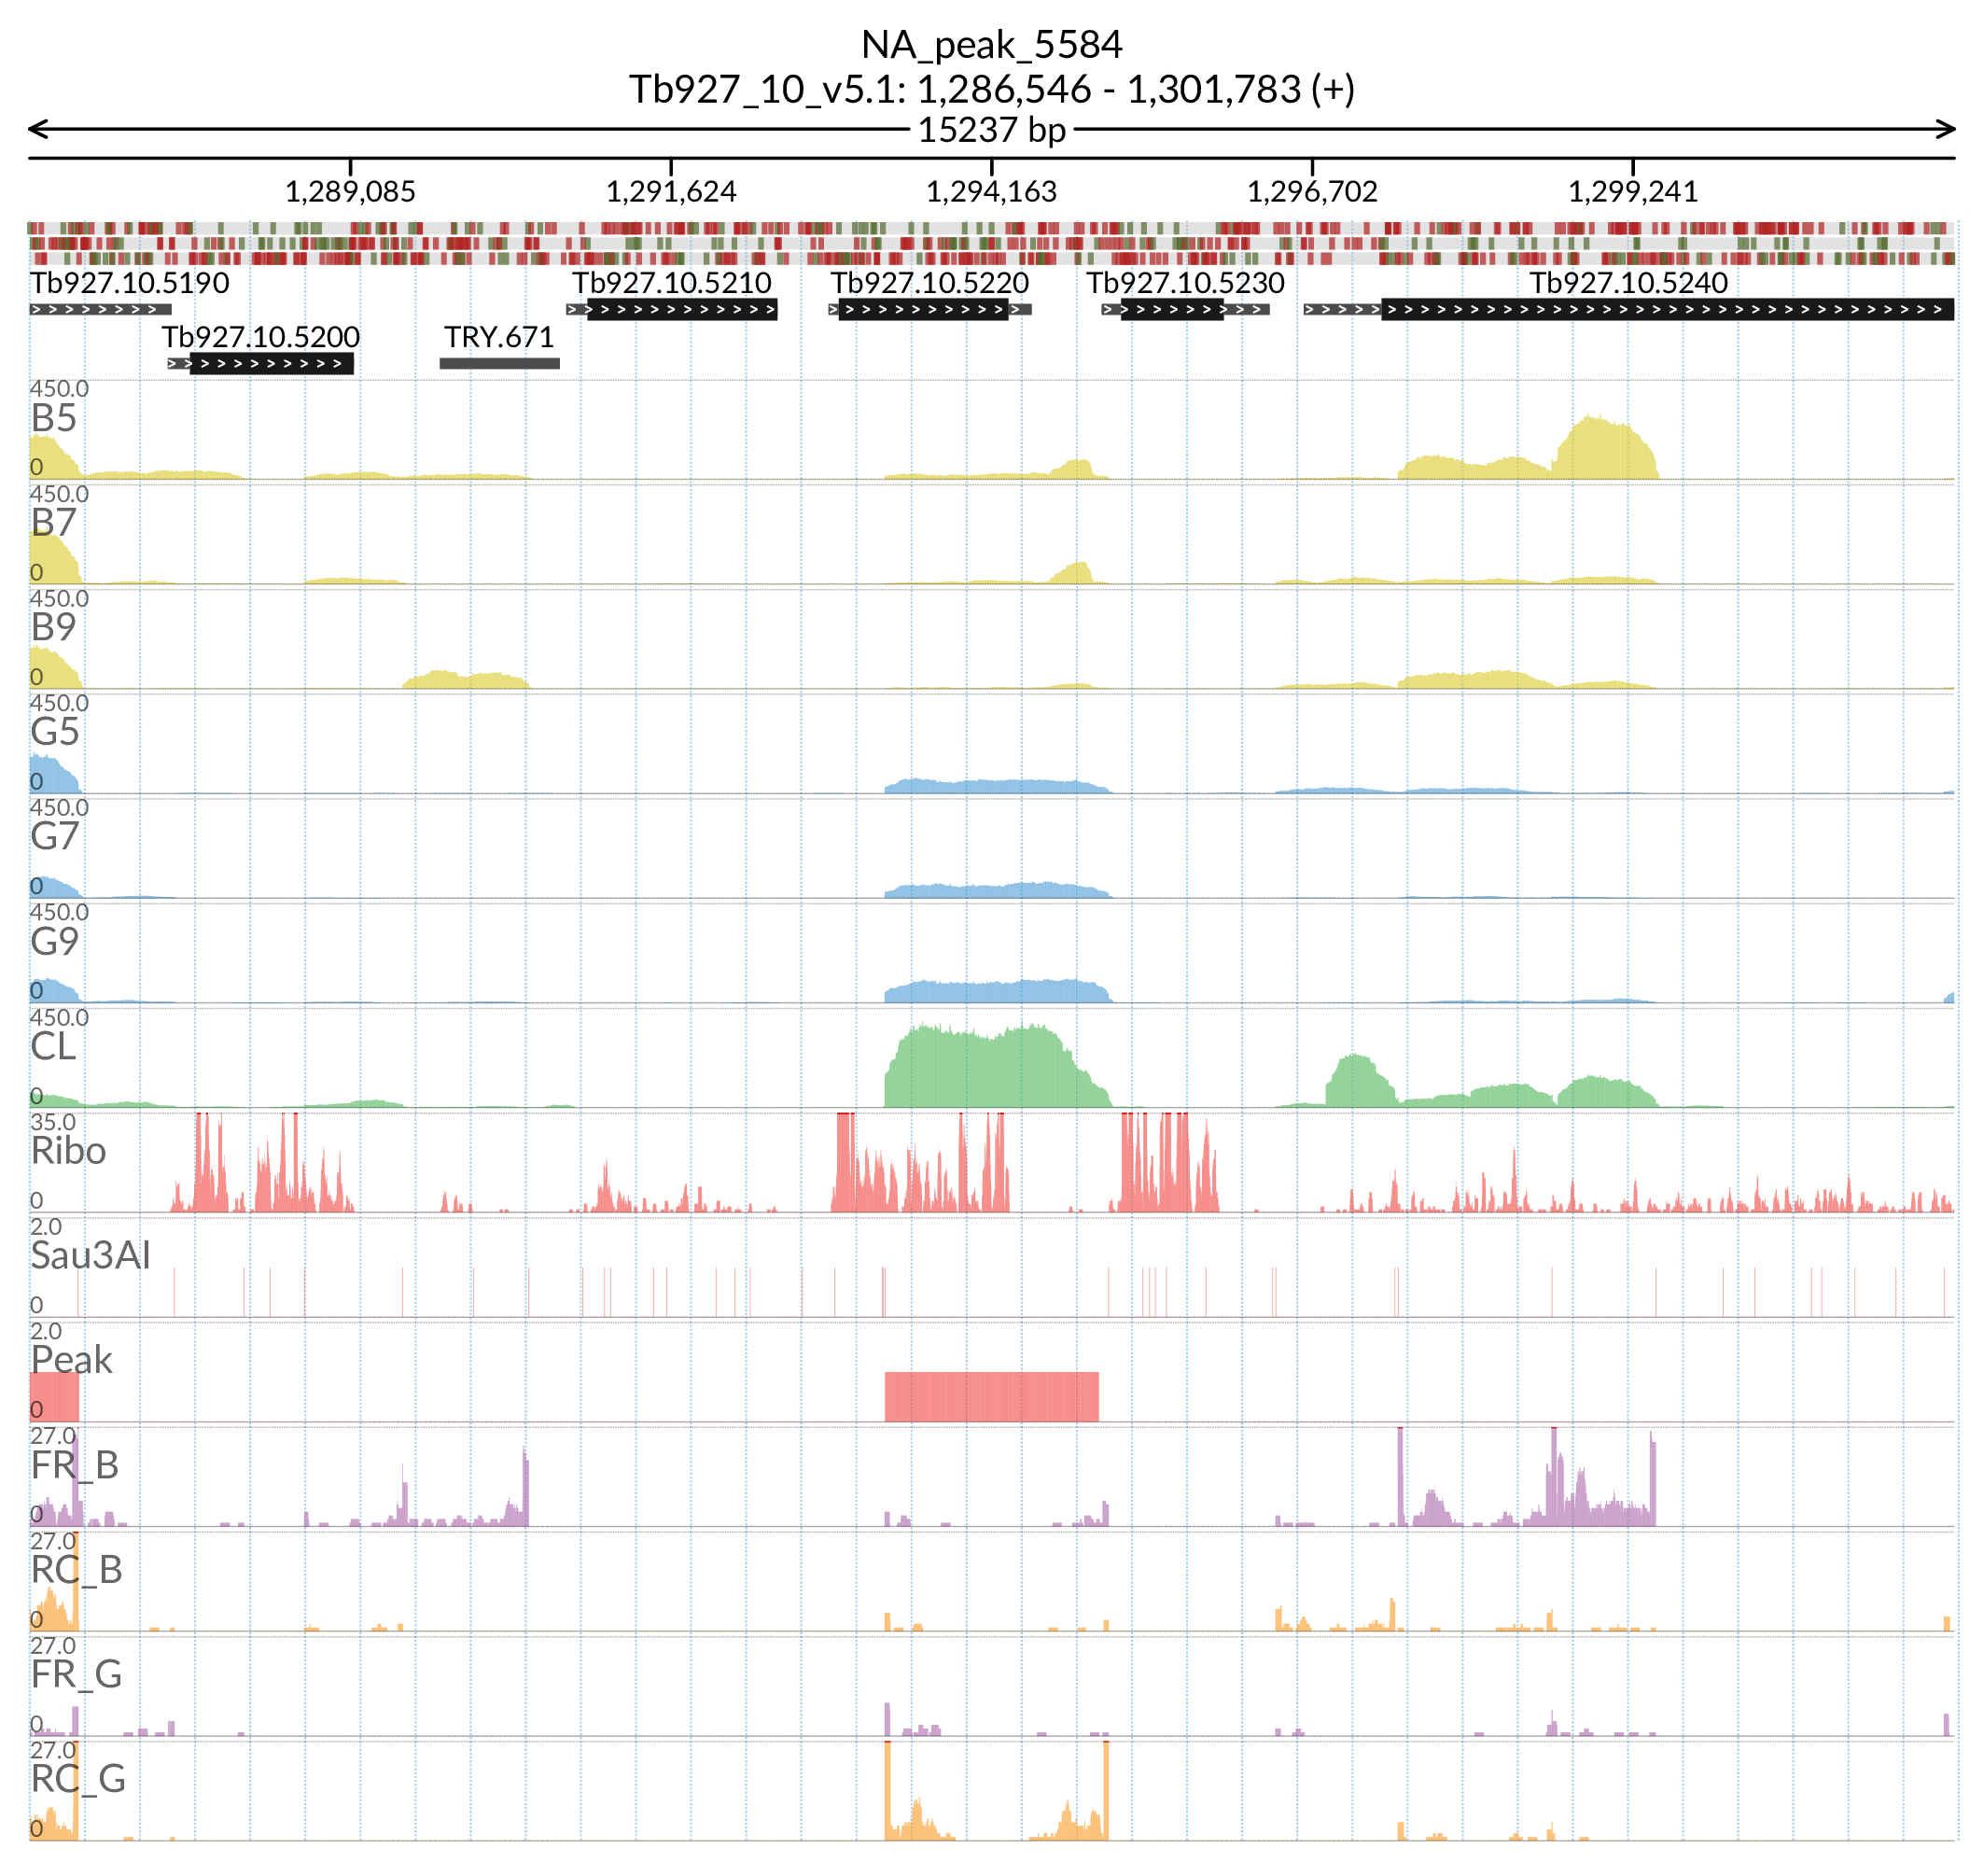 NA_peak_5584
Tb927_10_v5.1: 1,286,546 - 1,301,783 (+)
15237 bp
1,289,085 1,291,624 1,294,163 1,296,702 1,299,241
Tb927.10.5190 Tb927.10.5210 Tb927.10.5220 Tb927.10.5230 Tb927.10.5240
Tb927.10.5200 TRY.671
450.0
B5
0
450.0
B7
0
450.0
B9
0
450.0
G5
0
450.0
G7
0
450.0
G9
0
450.0
CL
0
35.0
Ribo
0
2.0
Sau3AI
0
2.0
Peak
0
27.0
FR_B
0
27.0
RC_B
0
27.0
FR_G
0
27.0
RC_G
0